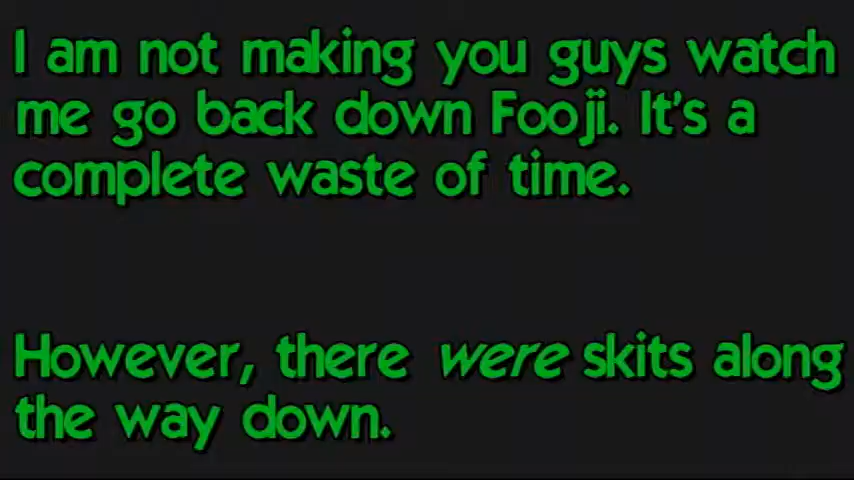 I am not making you guys watch
me go back down Fooji. It's a
complete waste of time.
However, there were skits along
the way down.